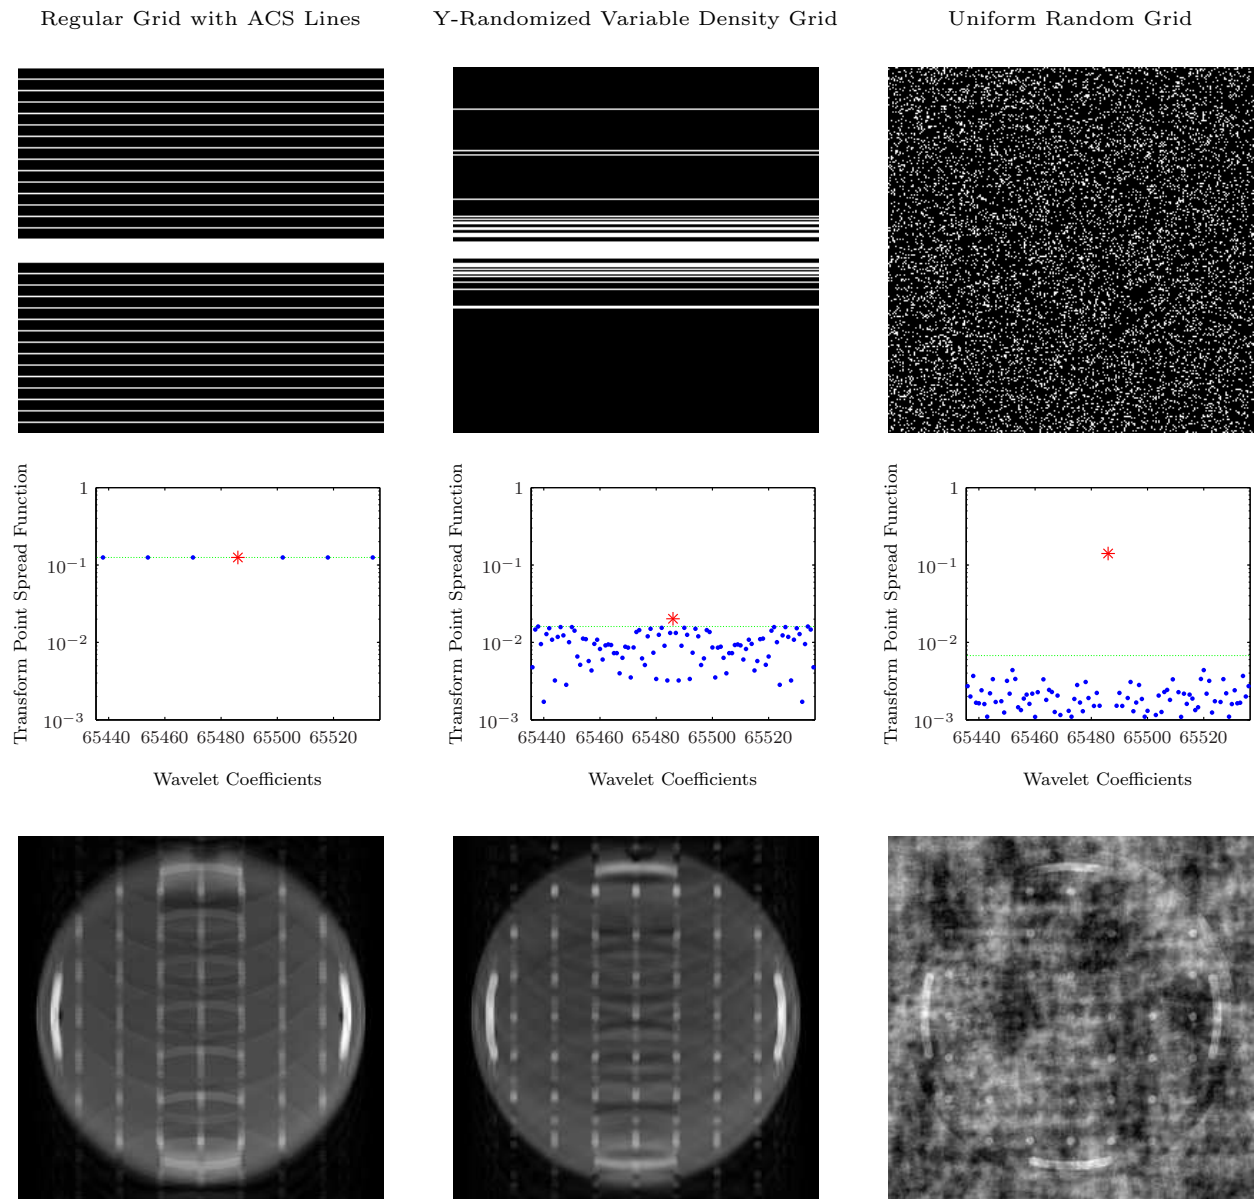 Regular Grid with ACS Lines
Y-Randomized Variable Density Grid
Uniform Random Grid
Transform Point Spread Function
1
10−1
10−2
10−3
65440 65460 65480 65500 65520
Wavelet Coefficients
Transform Point Spread Function
1
10−1
10−2
10−3
65440 65460 65480 65500 65520
Wavelet Coefficients
Transform Point Spread Function
1
10−1
10−2
10−3
65440 65460 65480 65500 65520
Wavelet Coefficients